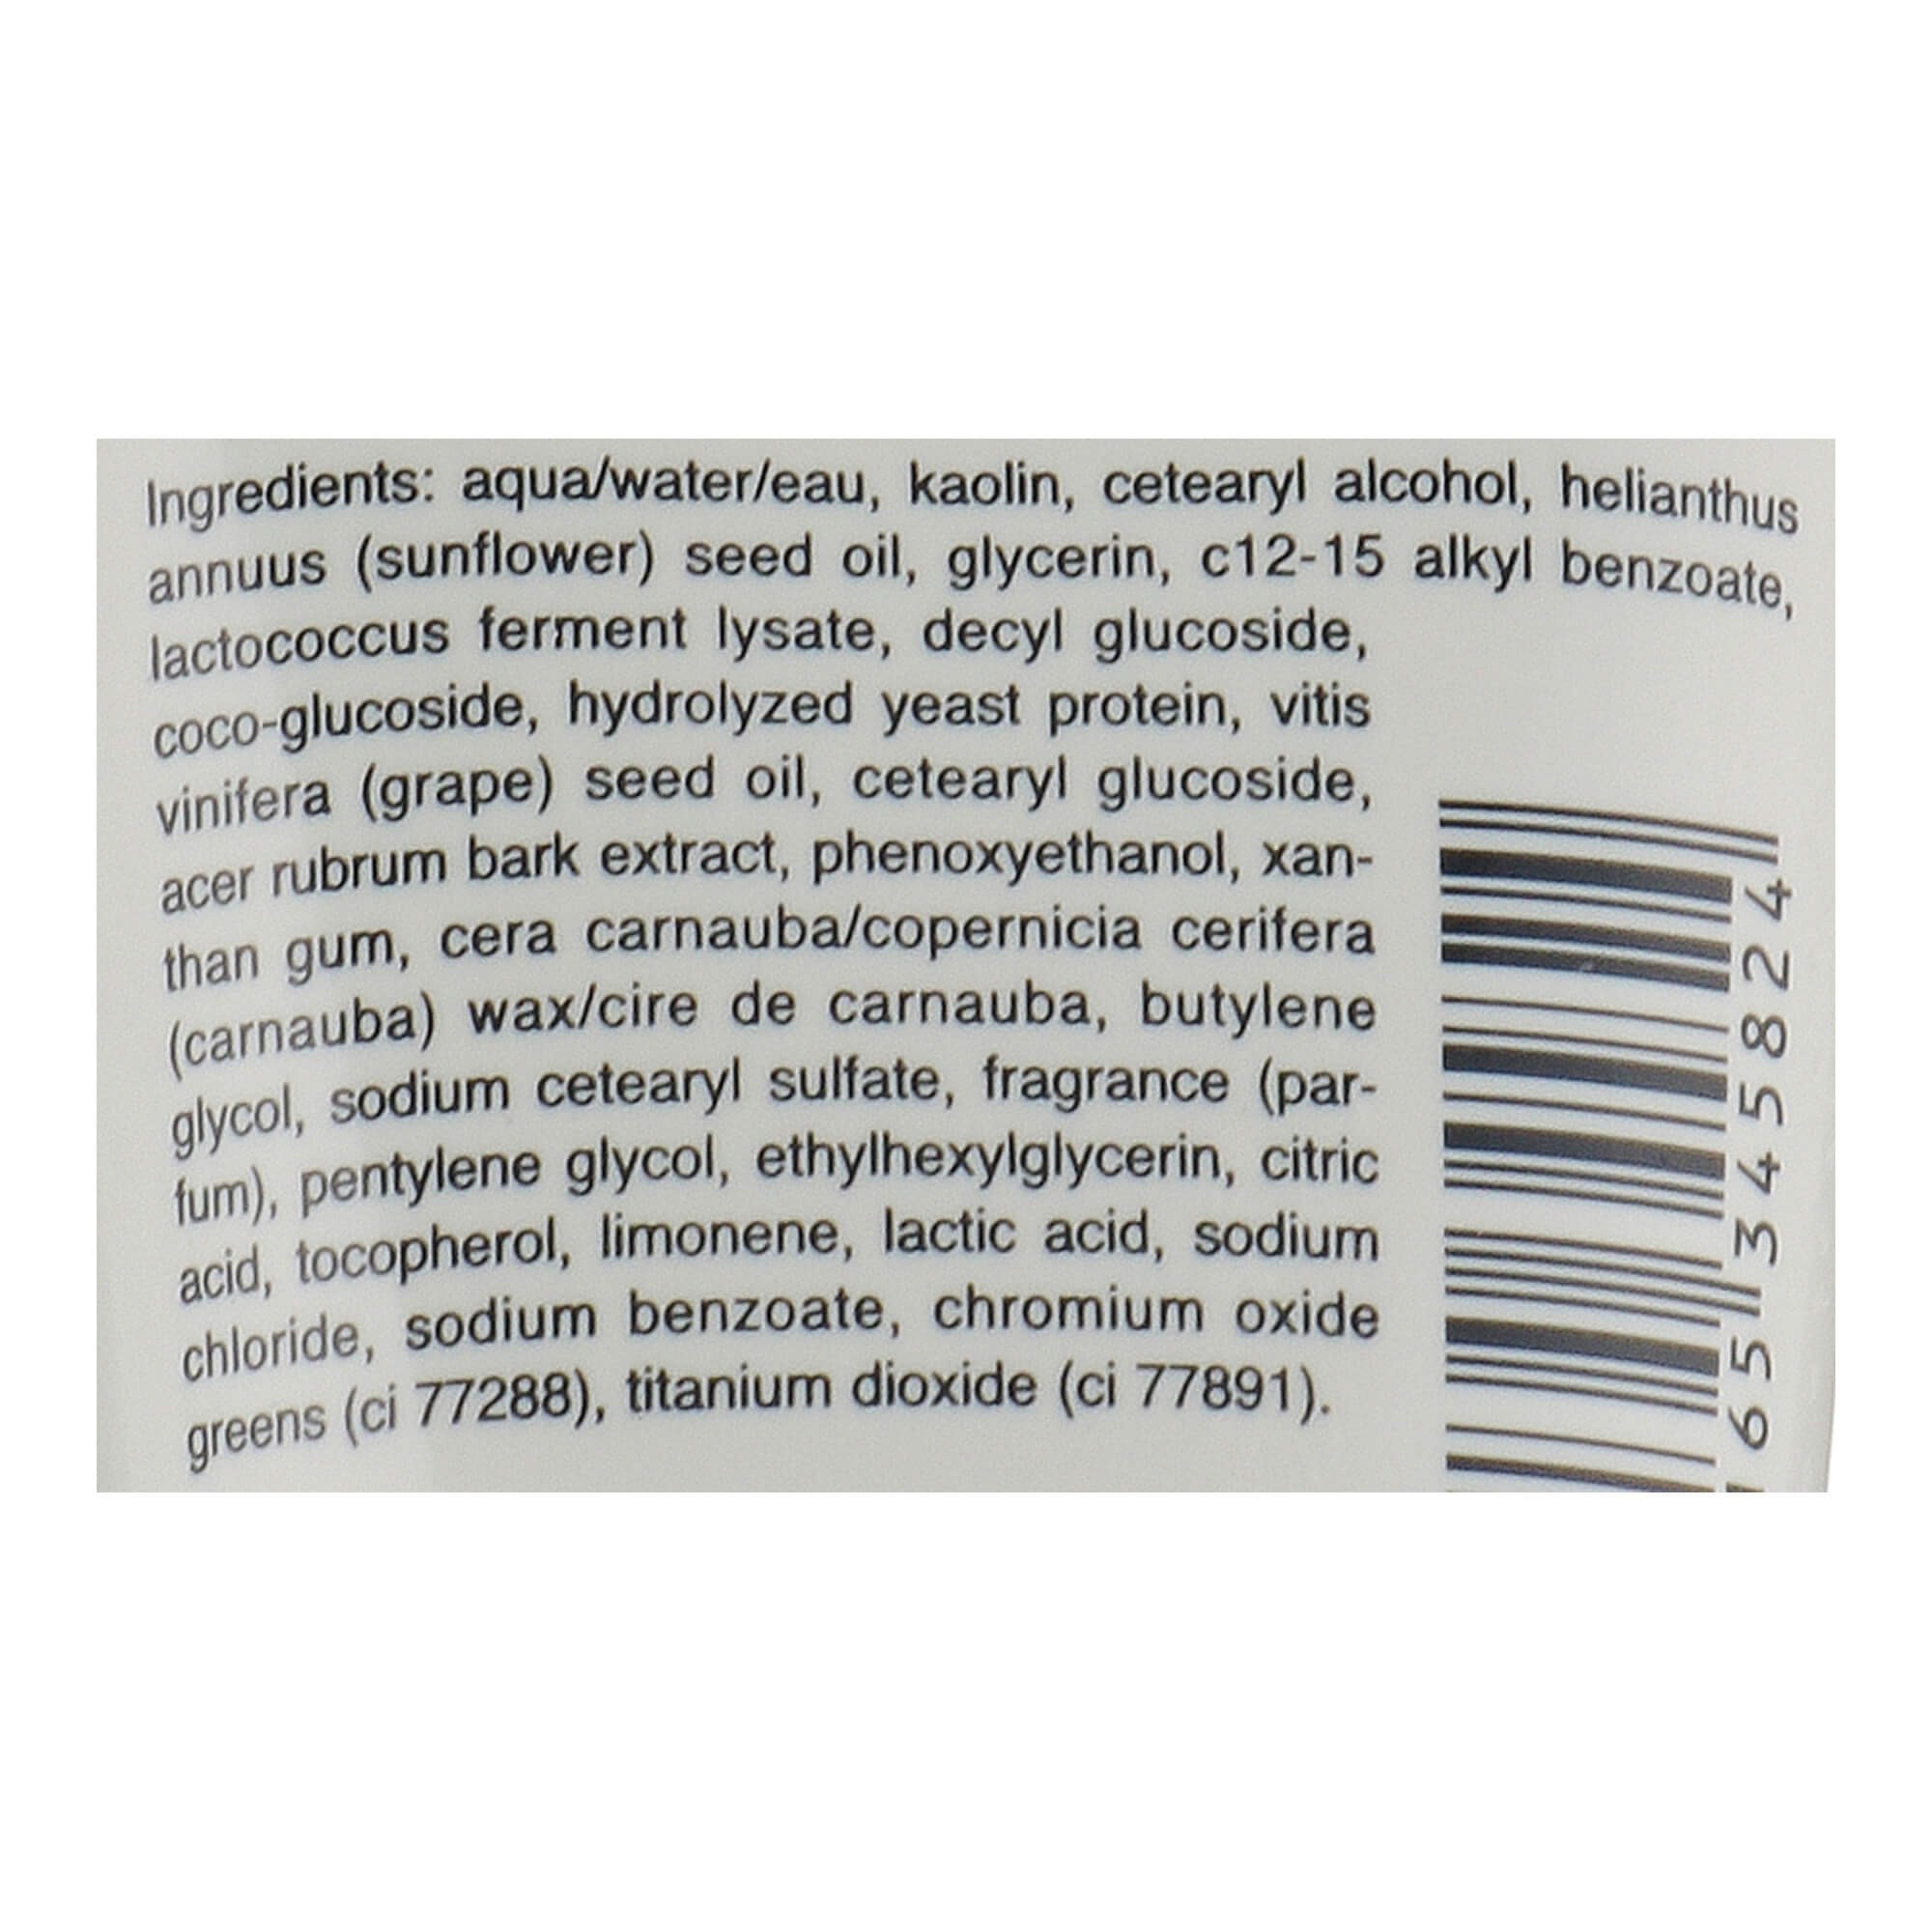 Ingredients: aqua/water/eau, kaolin, cetearyl alcohol, helianthus
annuus (sunflower) seed oil, glycerin, c12-15 alkyl benzoate,
lactococcus ferment lysate, decyl glucoside,
coco-glucoside, hydrolyzed yeast protein, vitis
vinifera (grape) seed oil, cetearyl glucoside,
acer rubrum bark extract, phenoxyethanol, xan-
than gum, cera carnauba/copernicia cerifera
(carnauba) wax/cire de carnauba, butylene
glycol, sodium cetearyl sulfate, fragrance (par-
fum), pentylene glycol, ethylhexylglycerin, citric
acid, tocopherol, limonene, lactic acid, sodium
chloride, sodium benzoate, chromium oxide
greens (ci 77288), titanium dioxide (ci 77891).
65 345824